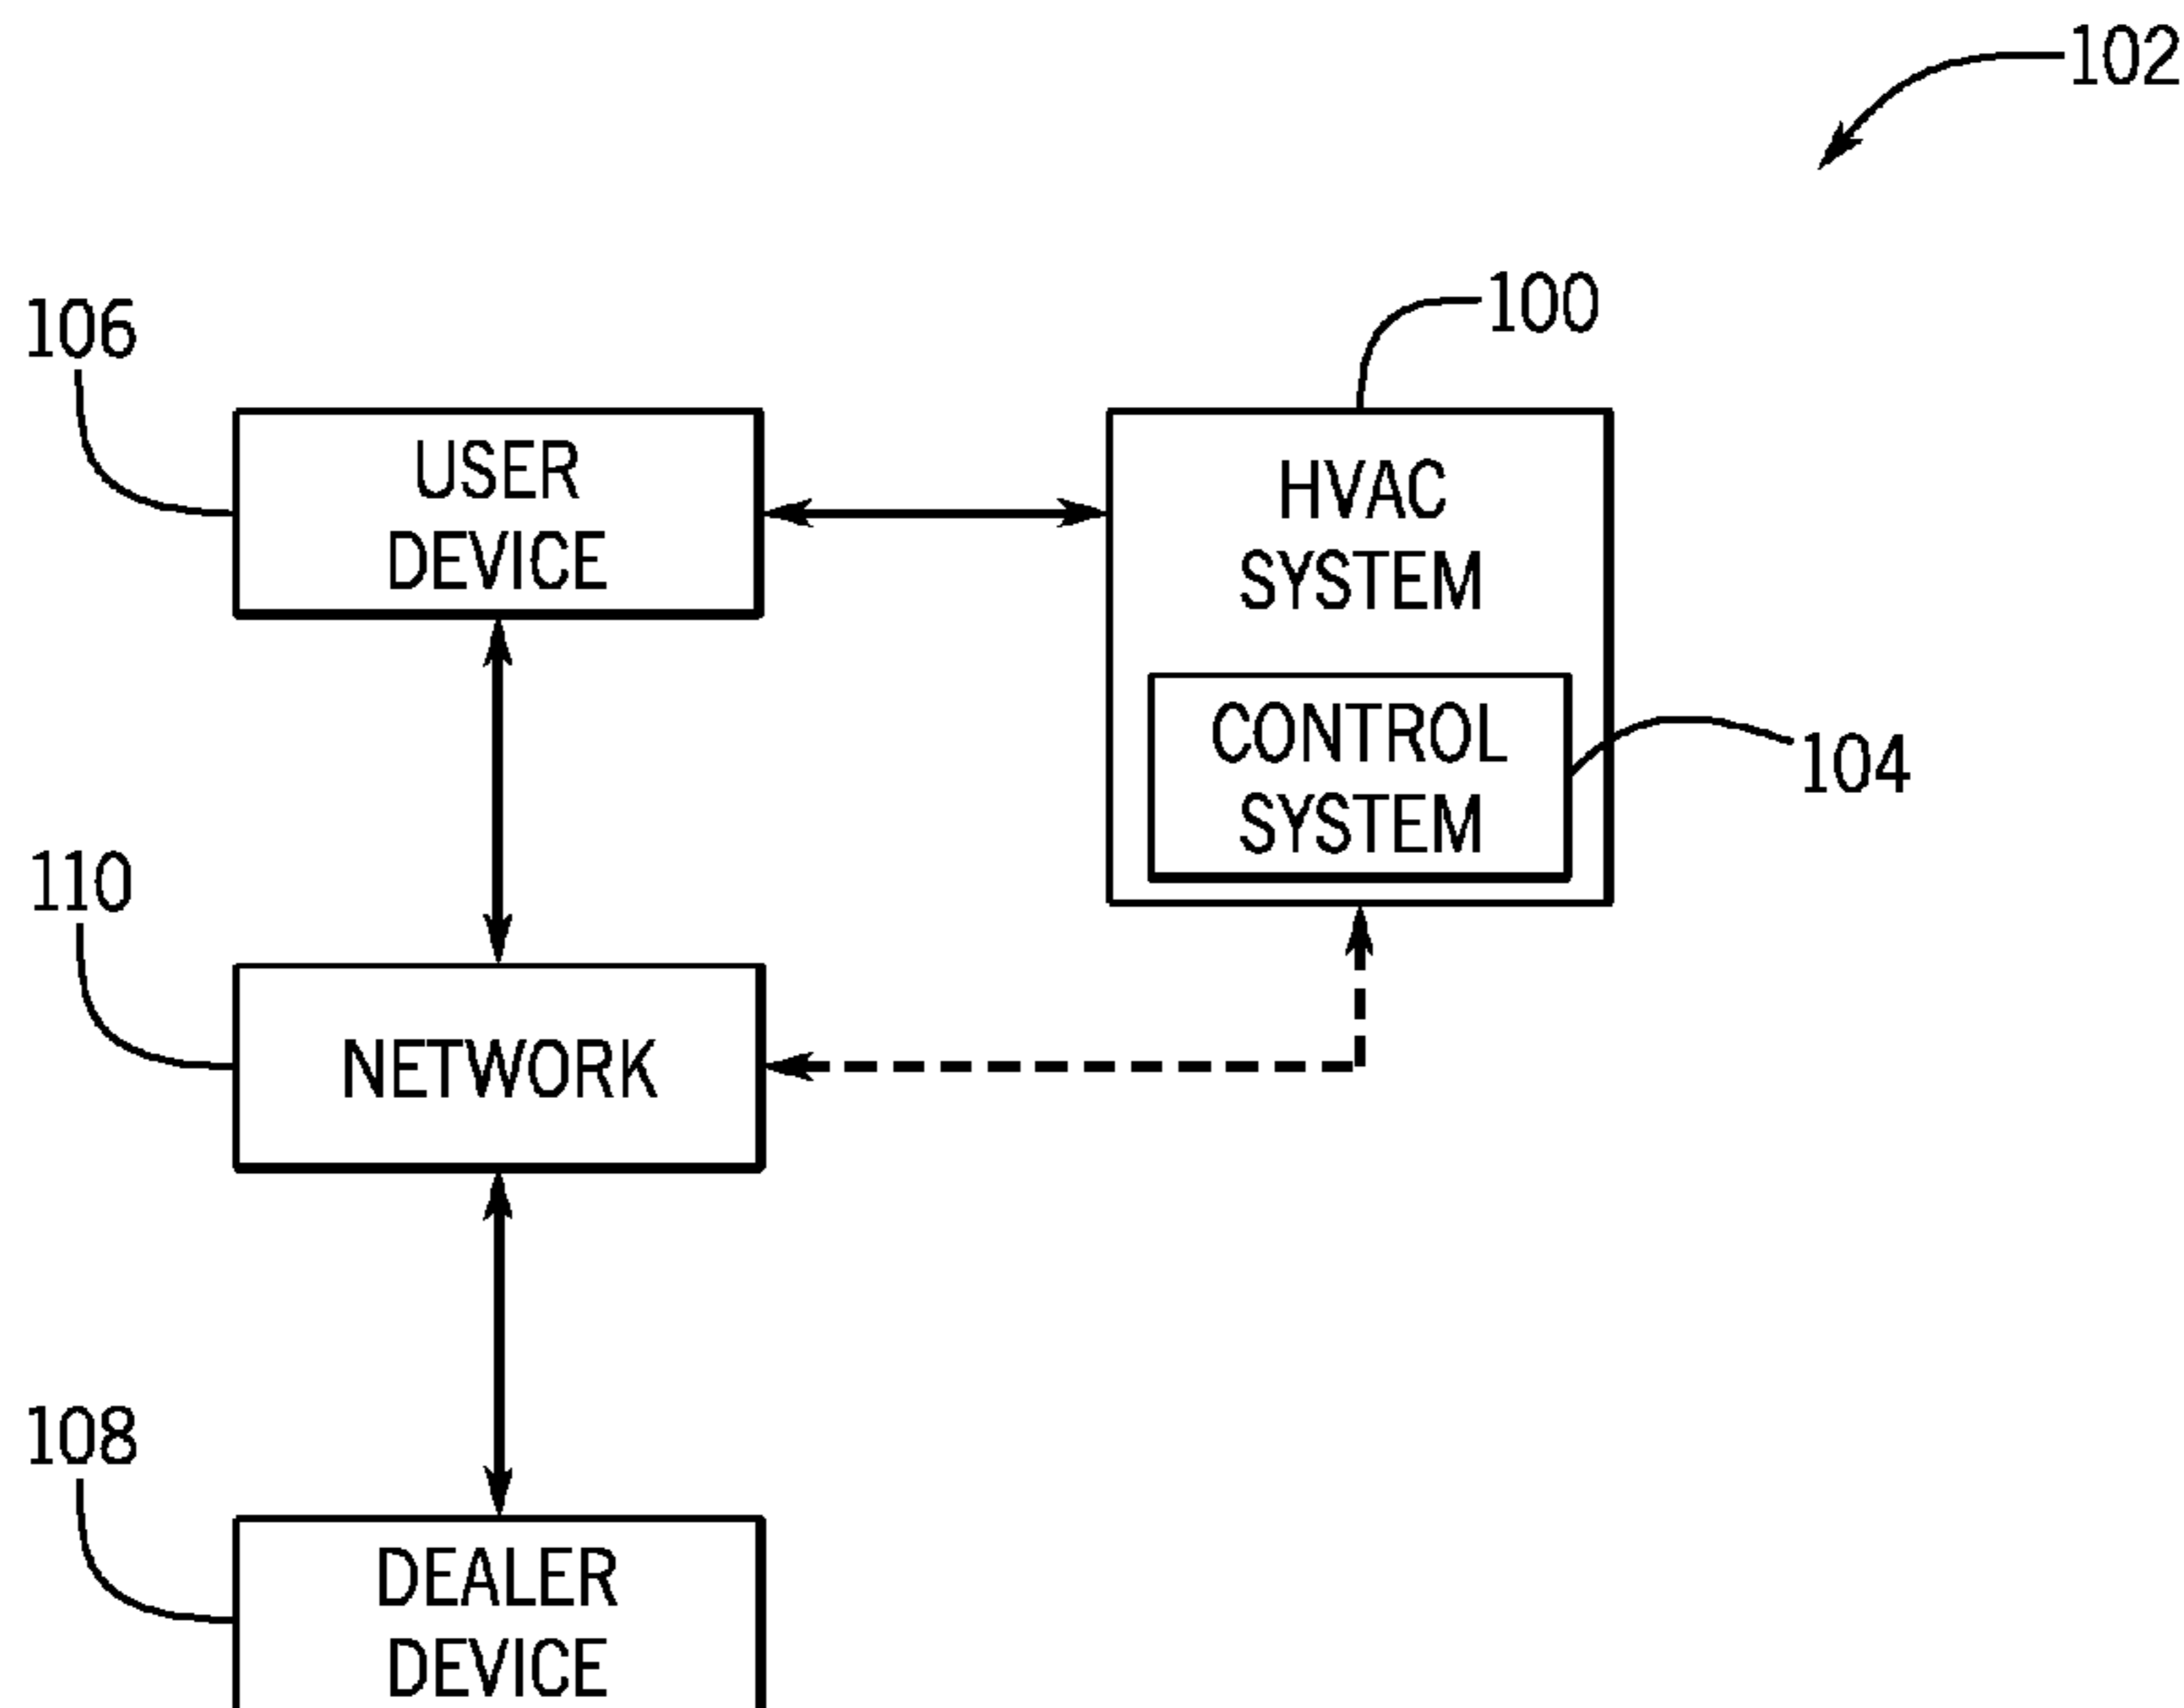 102
100
106
USER
DEVICE
HVAC
SYSTEM
CONTROL
SYSTEM
104
110
NETWORK
108
DEALER
DEVICE